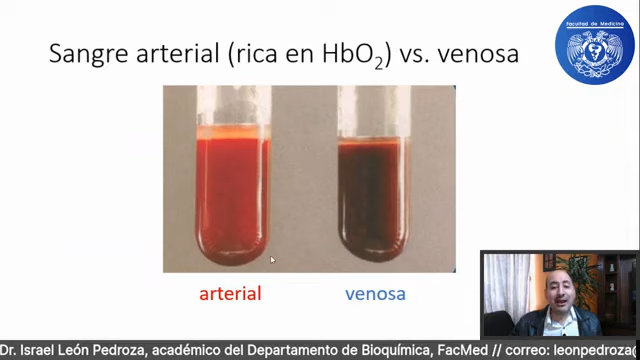 Sangre arterial (rica en HbO₂) vs. venosa
Facultad de Medicina
arterial
venosa
Dr. Israel León Pedroza, académico del Departamento de Bioquímica, FacMed // correo: leonpedroza